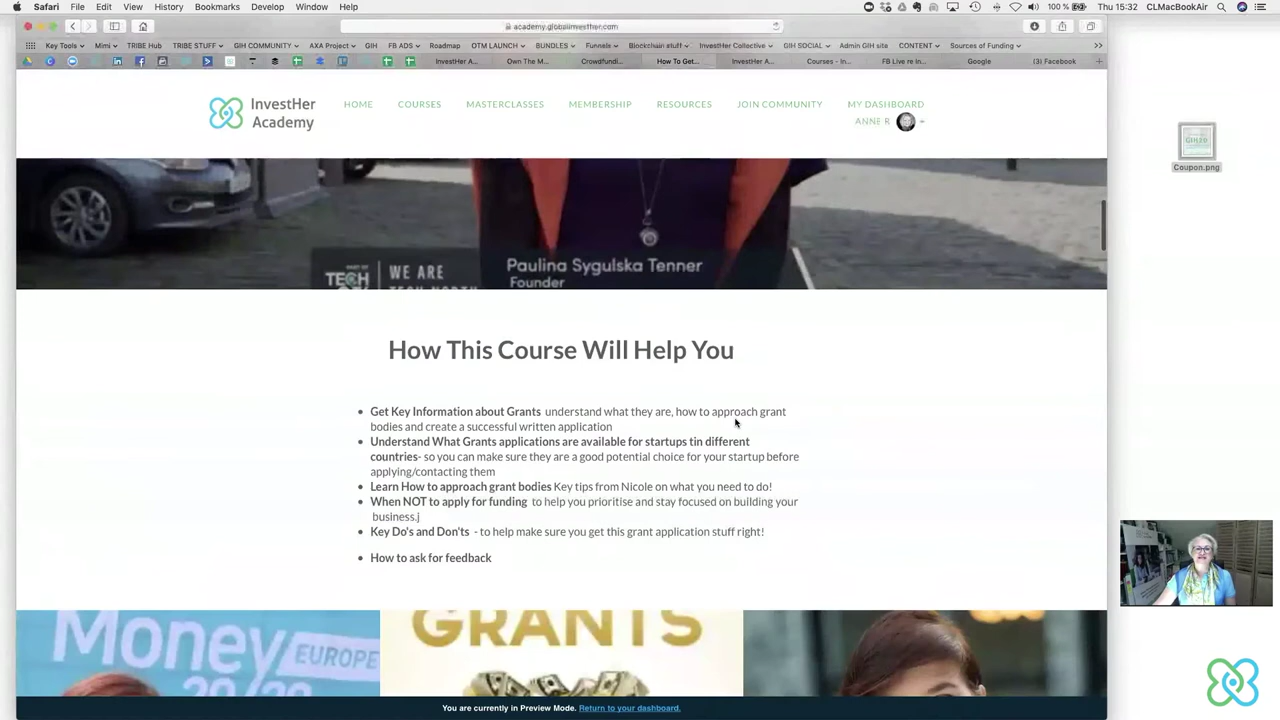 Safari File Edit View History Bookmarks Develop Window Help
100 % Thu 15:32 CLMacBookAir
academy.globalinvesther.com
Key Tools Mimi TRIBE Hub TRIBE STUFF GIH COMMUNITY AXA Project GIH FB ADS Roadmap OTM LAUNCH BUNDLES Funnels Blockchain stuff InvestHer Collective GIH SOCIAL Admin GIH site CONTENT Sources of Funding
InvestHer A... Own The M... Crowdfundi... How To Get... InvestHer A... Courses - In... FB Live re In... Google (3) Facebook
InvestHer
Academy
HOME COURSES MASTERCLASSES MEMBERSHIP RESOURCES JOIN COMMUNITY MY DASHBOARD
ANNE R
Coupon.png
Paulina Sygulska Tenner
Founder
TECH
WE ARE
How This Course Will Help You
• Get Key Information about Grants understand what they are, how to approach grant
bodies and create a successful written application
• Understand What Grants applications are available for startups tin different
countries- so you can make sure they are a good potential choice for your startup before
applying/contacting them
• Learn How to approach grant bodies Key tips from Nicole on what you need to do!
• When NOT to apply for funding to help you prioritise and stay focused on building your
business.j
• Key Do's and Don'ts - to help make sure you get this grant application stuff right!
• How to ask for feedback
Money
EUROPE
20/20
GRANTS
You are currently in Preview Mode. Return to your dashboard.